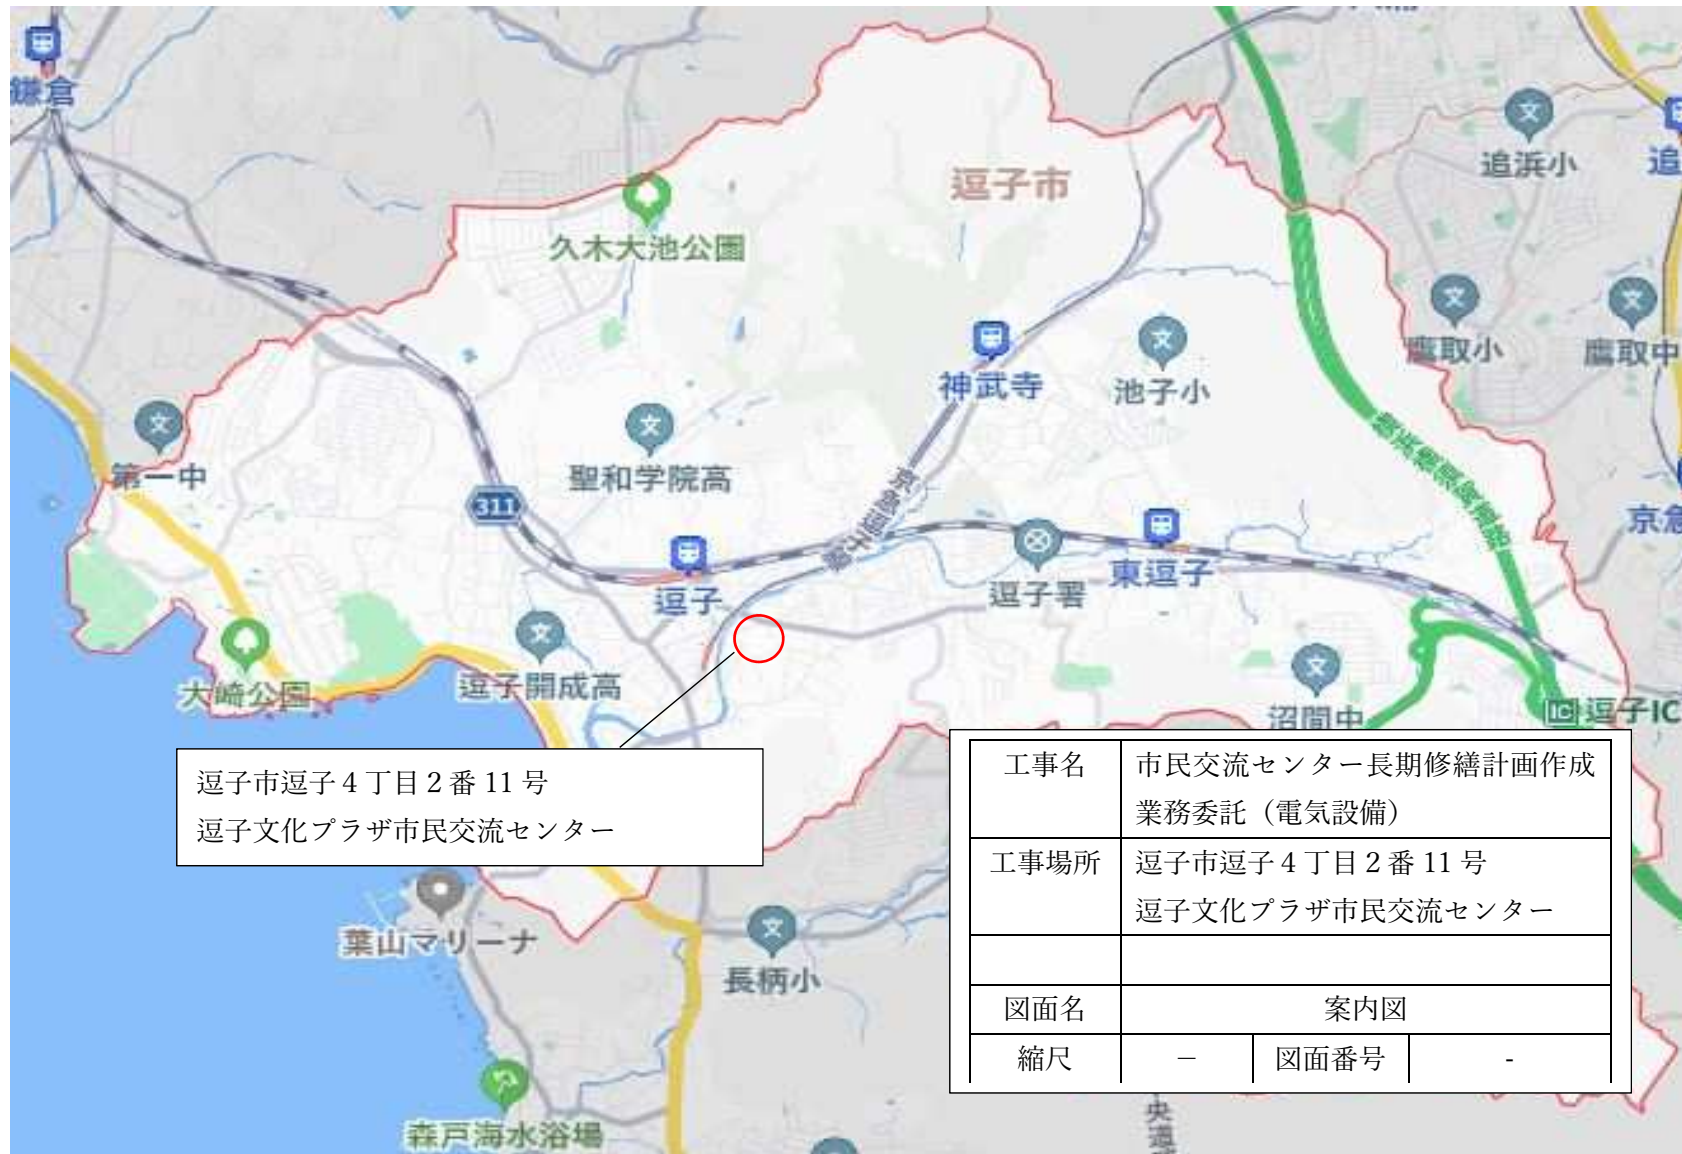 鎌倉
追浜小
追
逗子市
久木大池公園
鷹取小
鷹取中
神武寺
池子小
第一中
聖和学院高
311
京急逗子線
京急
逗子
逗子署
東逗子
大崎公園
逗子開成高
沼間中
IC 逗子IC
逗子市逗子4丁目2番11号
逗子文化プラザ市民交流センター
工事名 市民交流センター長期修繕計画作成
業務委託（電気設備）
工事場所 逗子市逗子4丁目2番11号
逗子文化プラザ市民交流センター
図面名 案内図
縮尺 － 図面番号 -
葉山マリーナ
長柄小
森戸海水浴場
央道